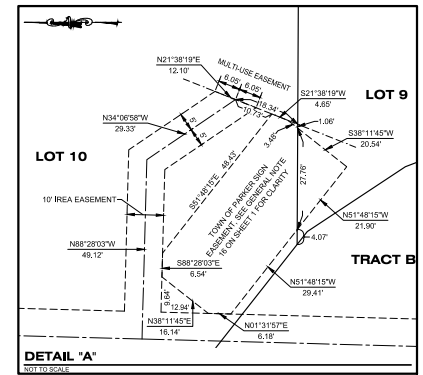 N21°38'19"E
12.10'
MULTI-USE EASEMENT
6.05'
6.05'
18.34'
10.73'
S21°38'19"W
4.65'
LOT 9
1.06'
N34°06'58"W
29.33'
5'
5'
3.48'
S38°11'45"W
20.54'
LOT 10
S51°48'15"E 48.43'
27.76'
TOWN OF PARKER SIGN
EASEMENT. SEE GENERAL NOTE
16 ON SHEET 1 FOR CLARITY
10' IREA EASEMENT
N51°48'15"W
21.90'
4.07'
N88°28'03"W
49.12'
TRACT B
S88°28'03"E
6.54'
N51°48'15"W
29.41'
9.64'
12.94'
N38°11'45"E
16.14'
N01°31'57"E
6.18'
DETAIL "A"
NOT TO SCALE